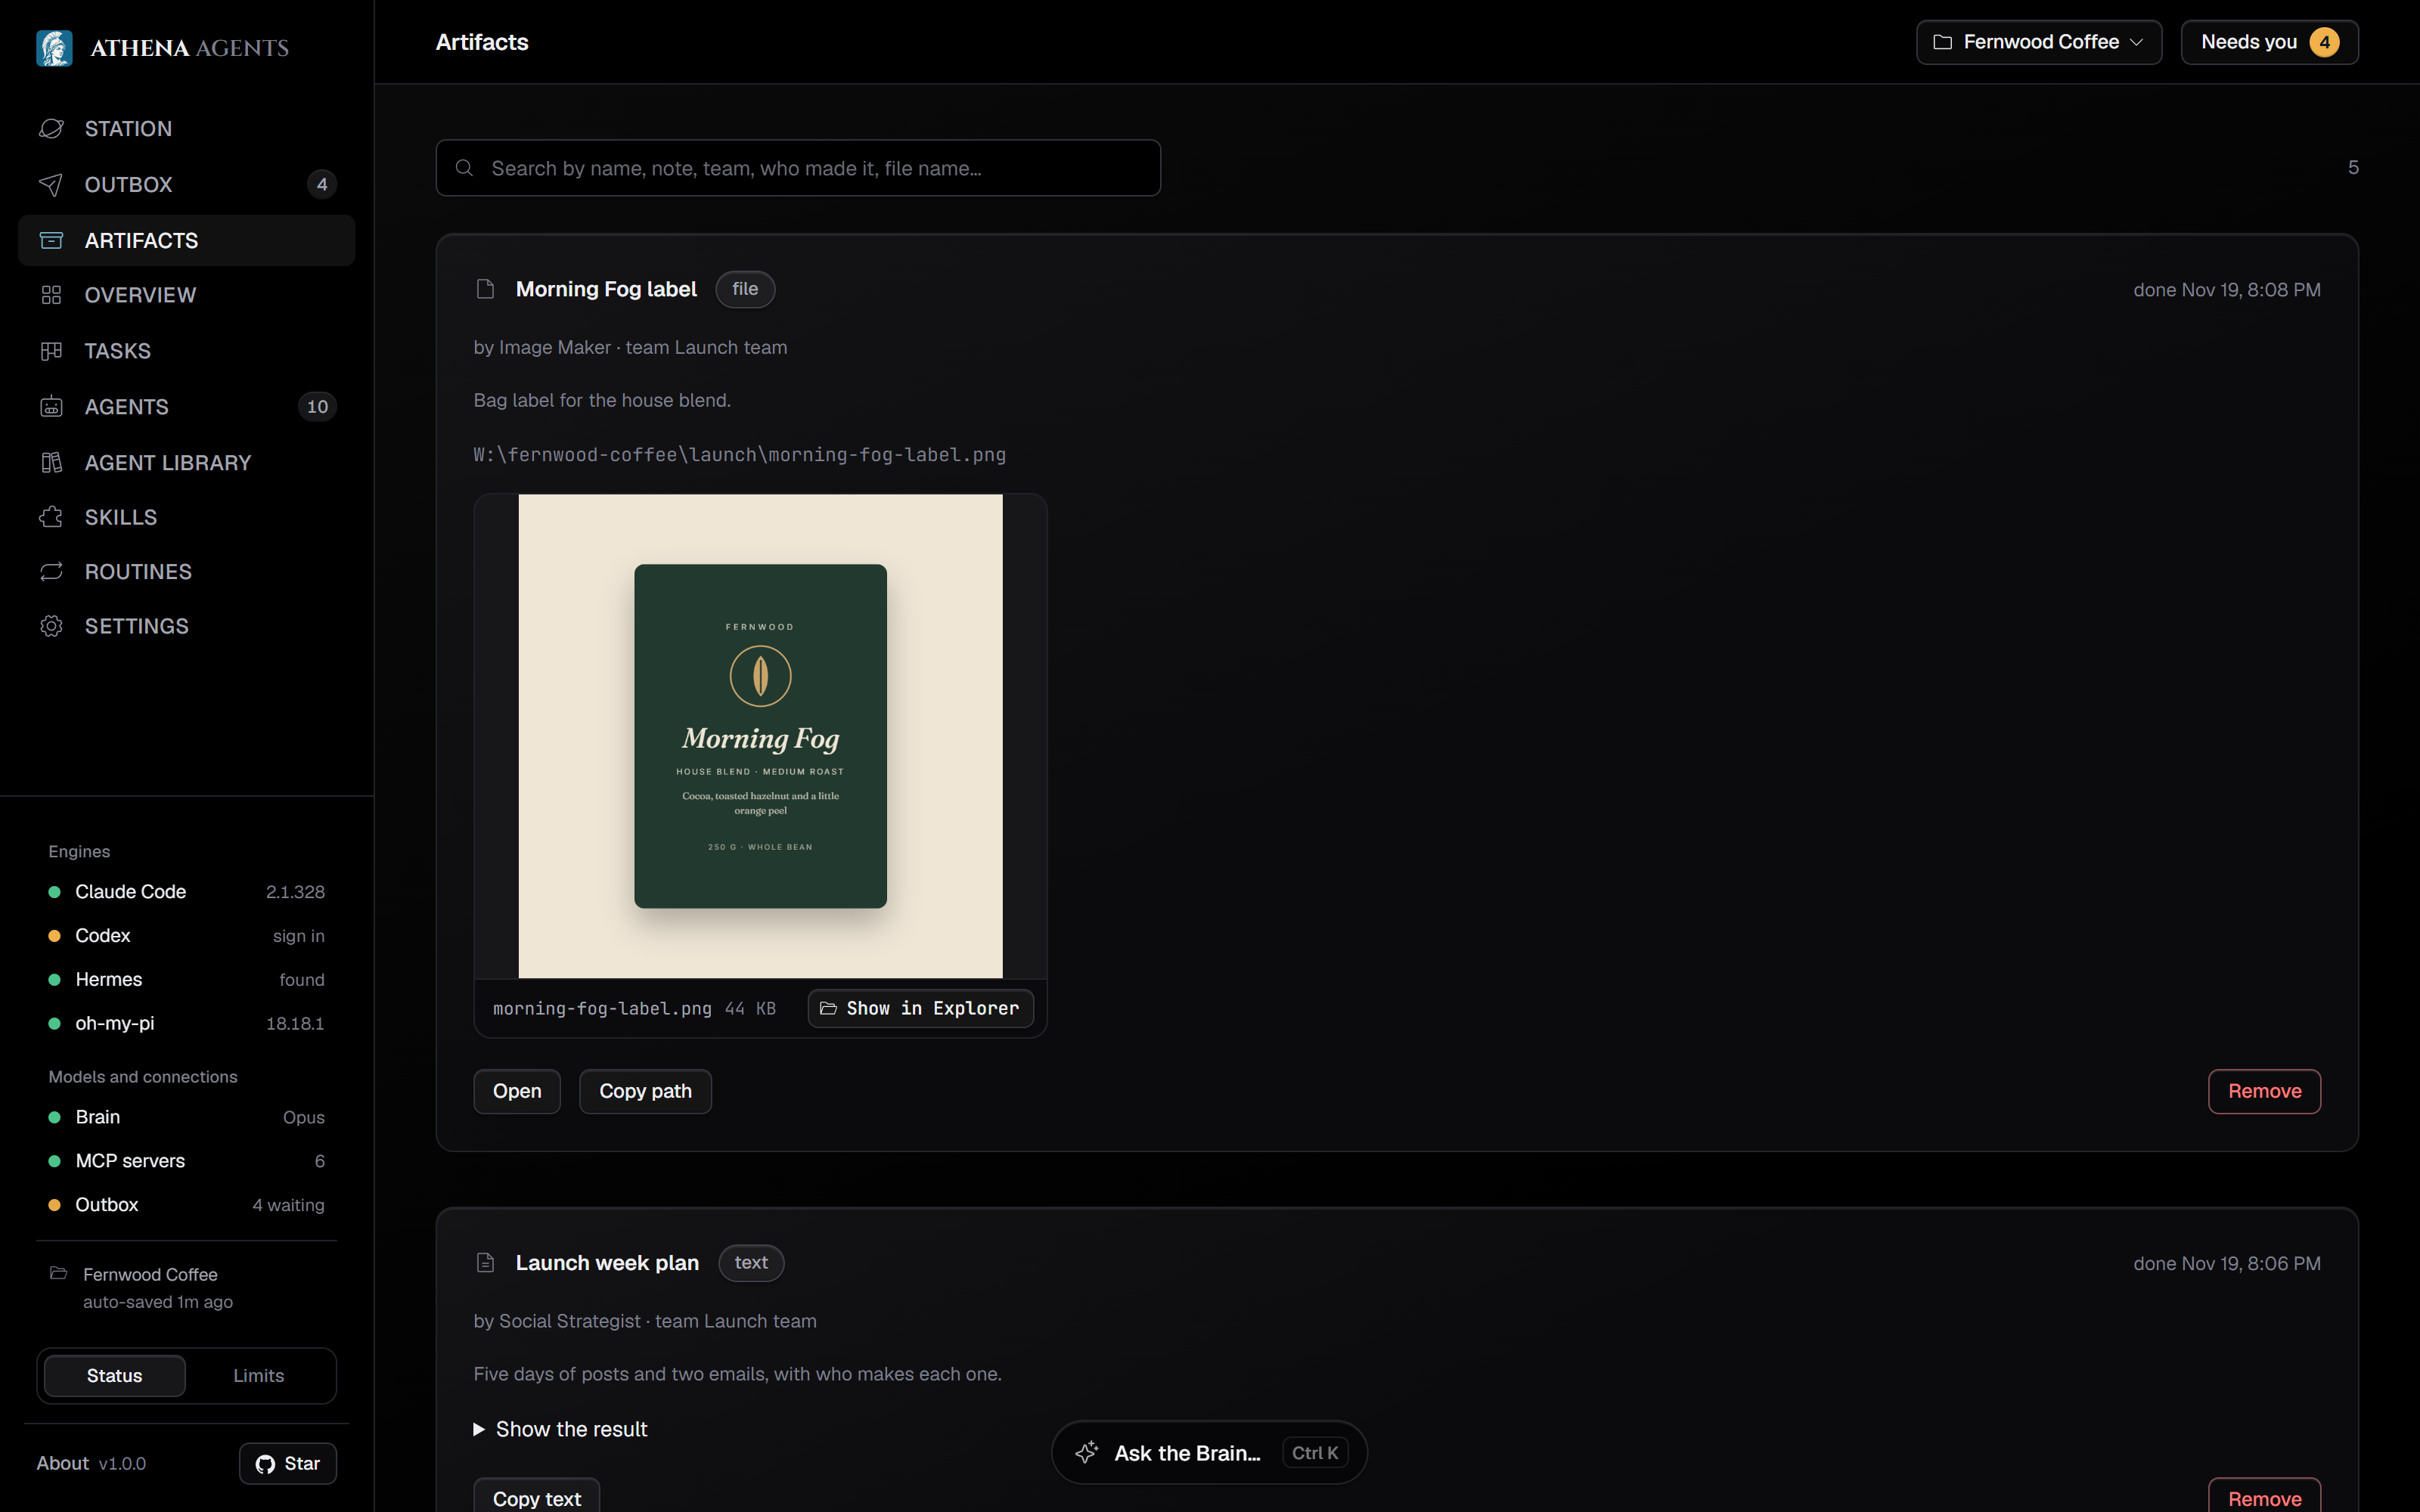 ATHENA AGENTS
STATION
OUTBOX 4
ARTIFACTS
OVERVIEW
TASKS
AGENTS 10
AGENT LIBRARY
SKILLS
ROUTINES
SETTINGS
Engines
Claude Code 2.1.328
Codex sign in
Hermes found
oh-my-pi 18.18.1
Models and connections
Brain Opus
MCP servers 6
Outbox 4 waiting
Fernwood Coffee
auto-saved 1m ago
Status Limits
About v1.0.0 Star
Artifacts Fernwood Coffee Needs you 4
Search by name, note, team, who made it, file name... 5
Morning Fog label file done Nov 19, 8:08 PM
by Image Maker · team Launch team
Bag label for the house blend.
W:\fernwood-coffee\launch\morning-fog-label.png
FERNWOOD
Morning Fog
HOUSE BLEND · MEDIUM ROAST
Cocoa, toasted hazelnut and a little
orange peel
250 G · WHOLE BEAN
morning-fog-label.png 44 KB Show in Explorer
Open Copy path Remove
Launch week plan text done Nov 19, 8:06 PM
by Social Strategist · team Launch team
Five days of posts and two emails, with who makes each one.
Show the result
Ask the Brain... Ctrl K
Copy text Remove